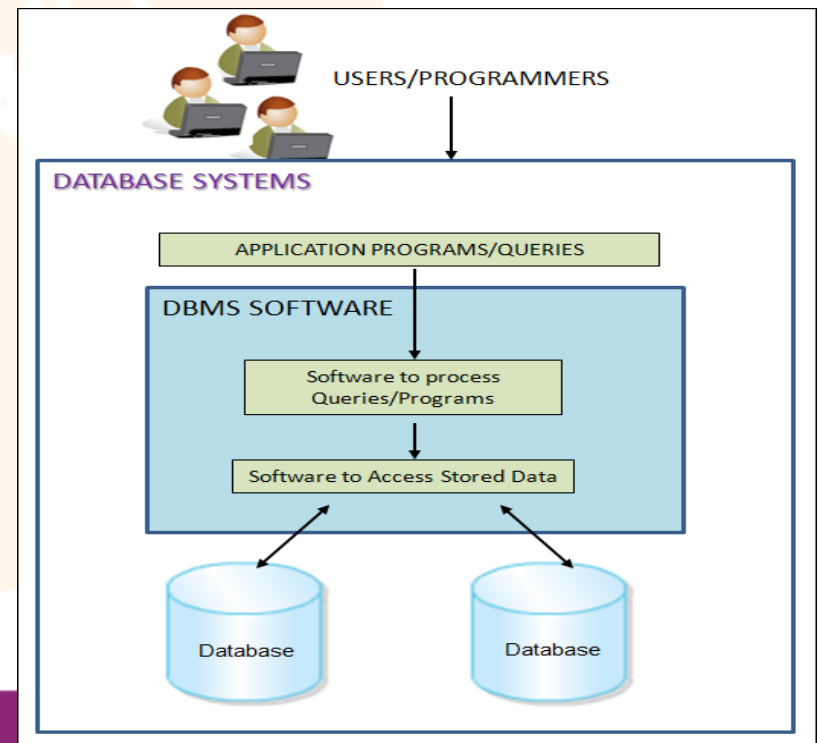 USERS/PROGRAMMERS
DATABASE SYSTEMS
APPLICATION PROGRAMS/QUERIES
DBMS SOFTWARE
Software to process
Queries/Programs
Software to Access Stored Data
Database
Database